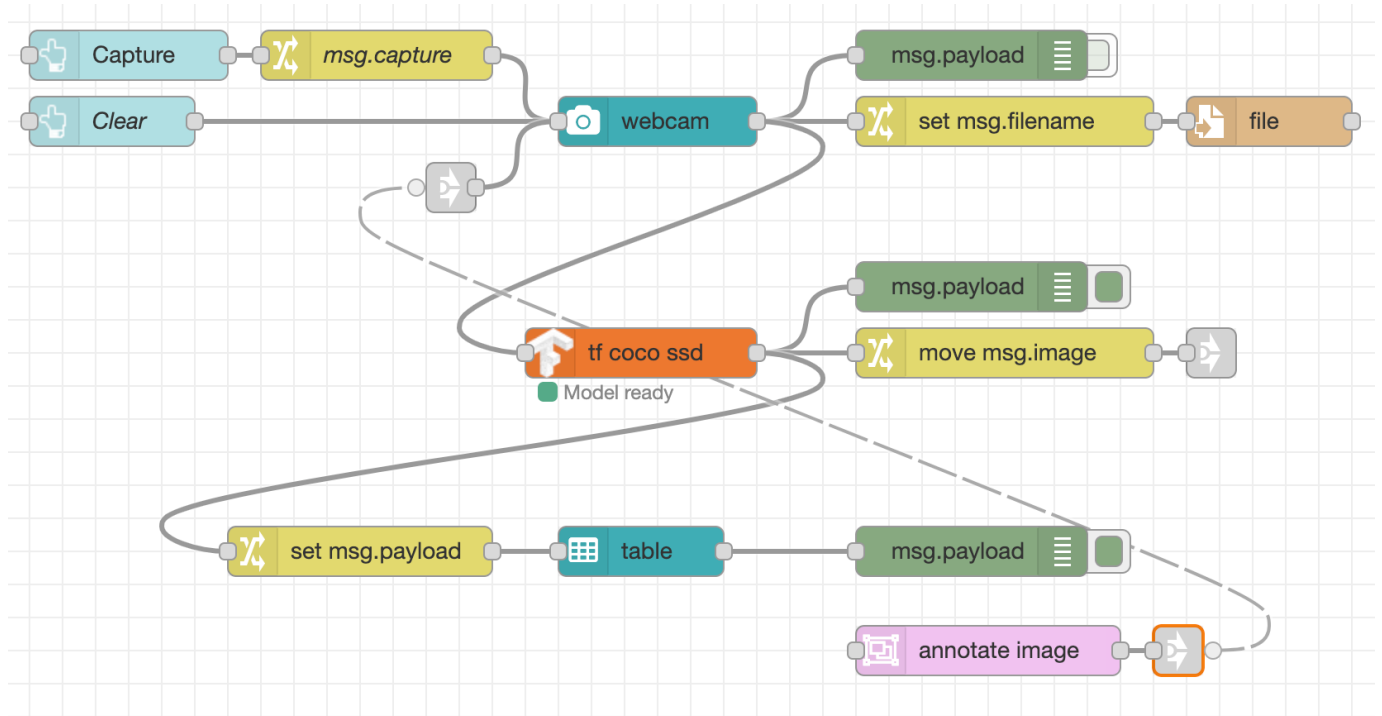 Capture
msg.capture
msg.payload
Clear
webcam
set msg.filename
file
msg.payload
tf coco ssd
move msg.image
Model ready
set msg.payload
table
msg.payload
annotate image